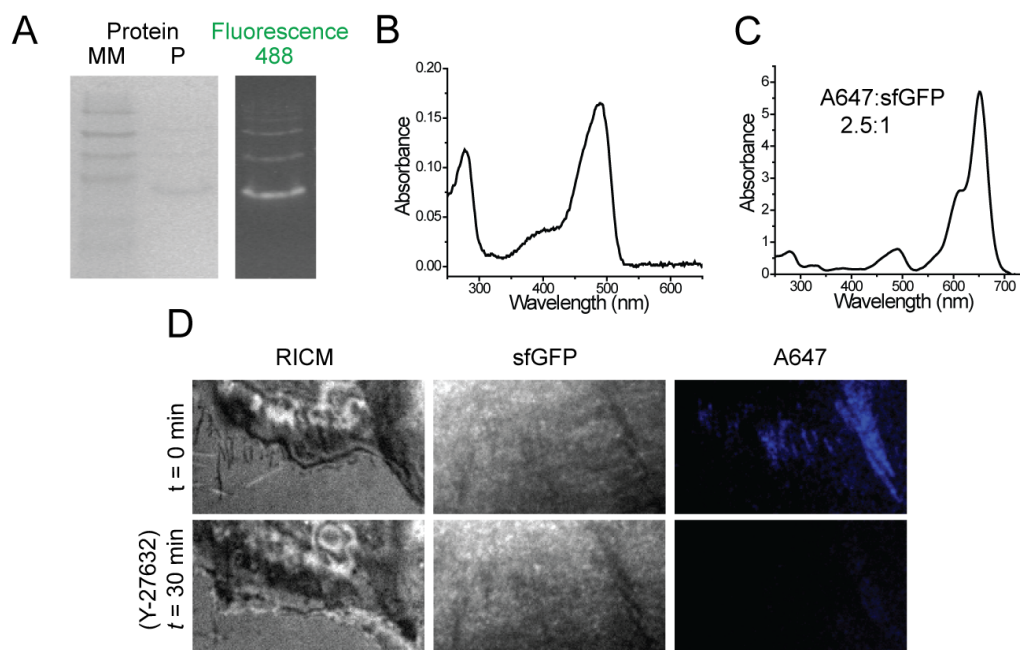 A
Protein
Fluorescence
MM
P
488
B
0.20
0.15
0.10
0.05
0.00
Absorbance
300
400
500
600
Wavelength (nm)
C
6
5
4
3
2
1
0
Absorbance
A647:sfGFP
2.5:1
300
400
500
600
700
Wavelength (nm)
D
RICM
sfGFP
A647
t = 0 min
(Y-27632)
t = 30 min